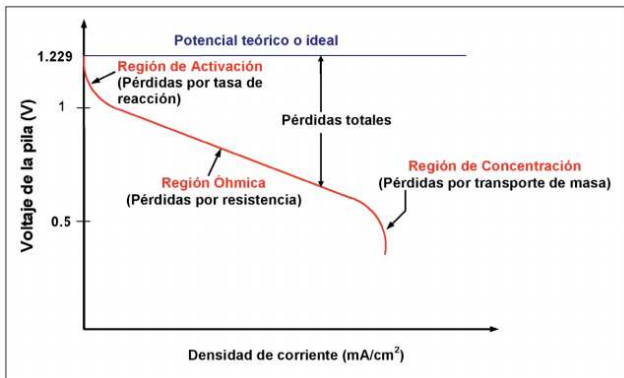 Potencial teórico o ideal
1.229
Región de Activación
(Pérdidas por tasa de
reacción)
1
Pérdidas totales
Región de Concentración
(Pérdidas por transporte de masa)
Región Óhmica
(Pérdidas por resistencia)
0.5
Voltaje de la pila (V)
Densidad de corriente (mA/cm²)